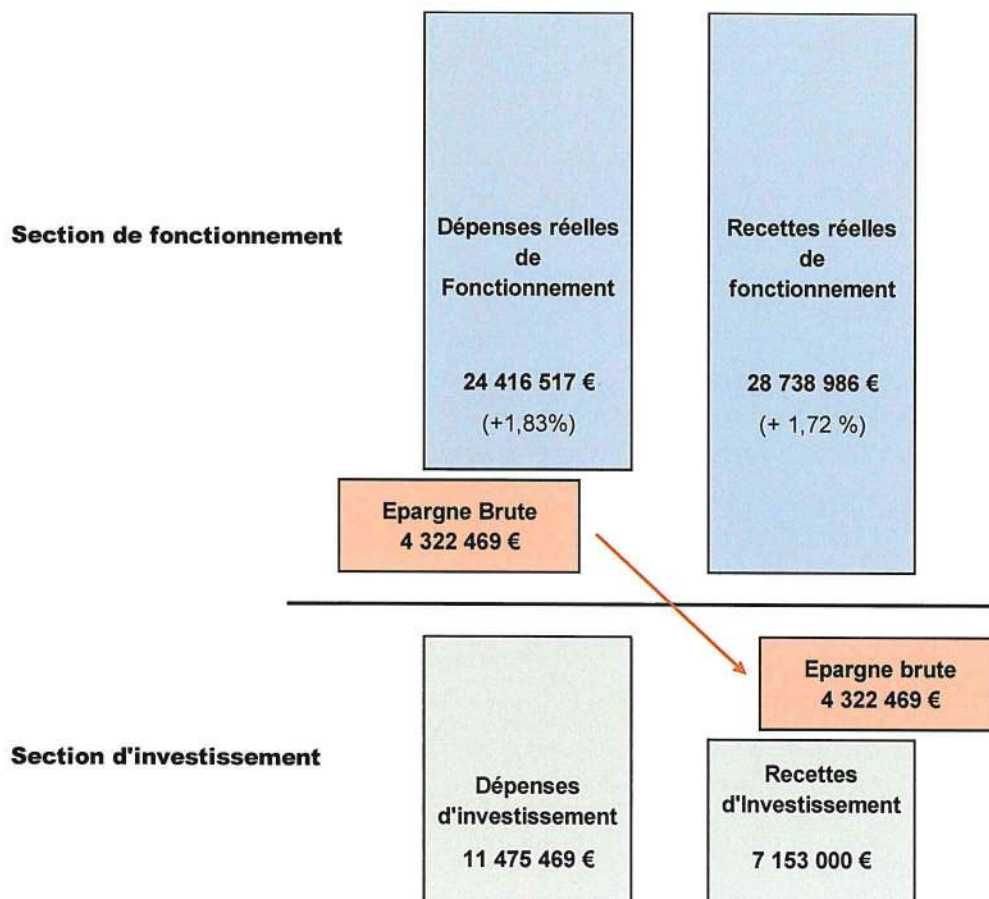 Section de fonctionnement
Dépenses réelles
de
Fonctionnement
24 416 517 €
(+1,83%)
Recettes réelles
de
fonctionnement
28 738 986 €
(+ 1,72 %)
Epargne Brute
4 322 469 €
Epargne brute
4 322 469 €
Section d'investissement
Dépenses
d'investissement
11 475 469 €
Recettes
d'Investissement
7 153 000 €